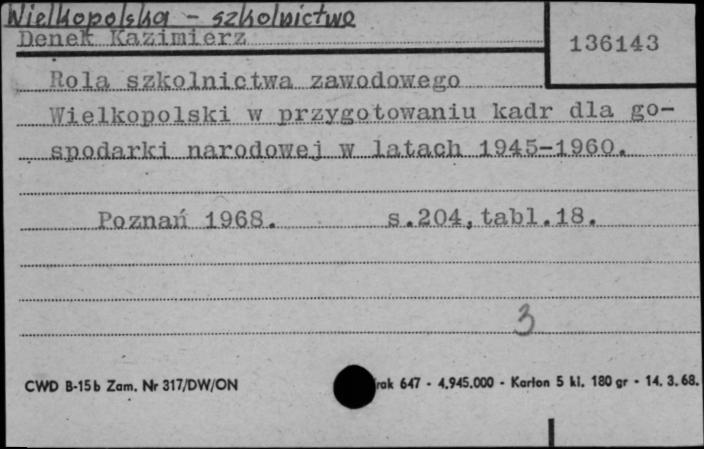 Wielkopolska - szkolnictwo
Denek Kazimierz
136143
Rola szkolnictwa zawodowego
Wielkopolski w przygotowaniu kadr dla go-
spodarki narodowej w latach 1945-1960.
Poznań 1968. s.204, tabl.18.
3
CWD B-15b Zam. Nr 317/DW/ON rak 647 - 4.945.000 - Karton 5 kl. 180 gr - 14. 3. 68.